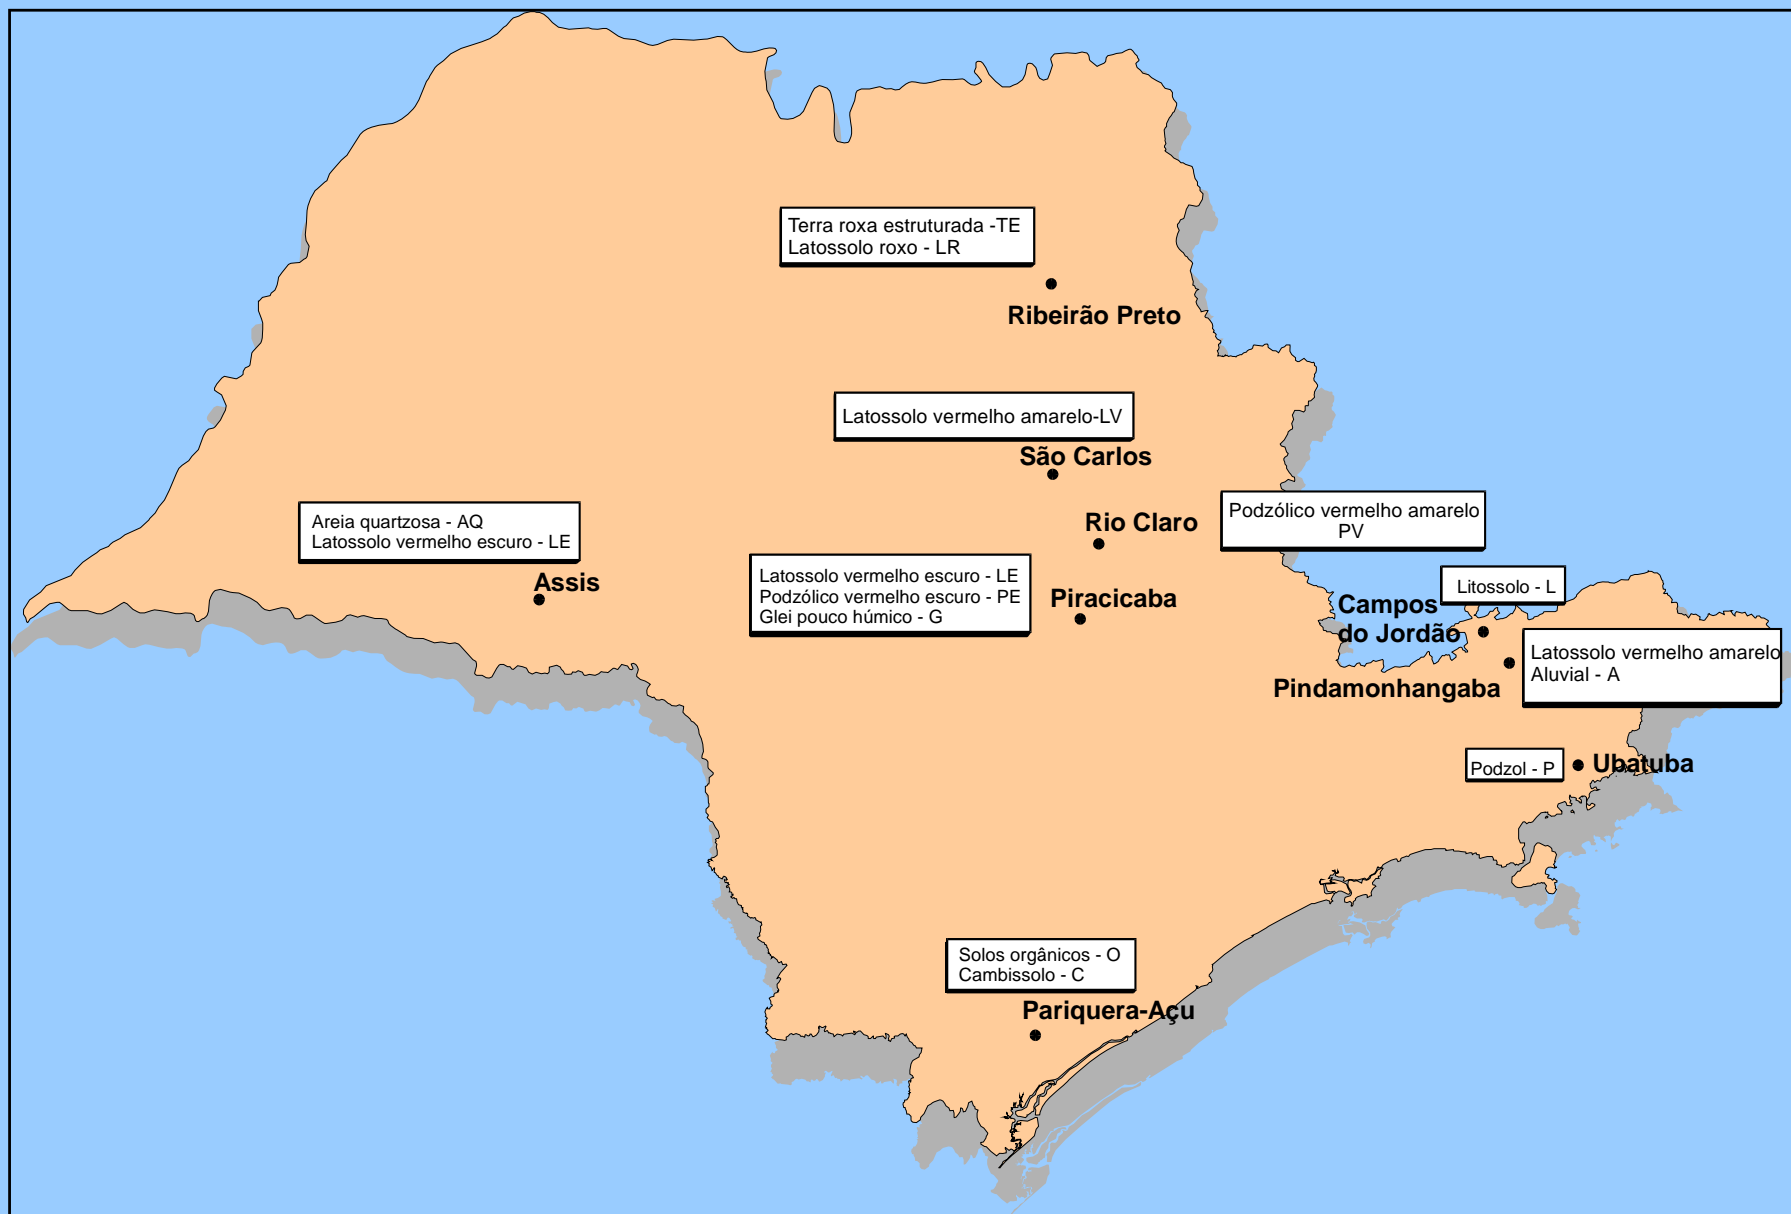 Terra roxa estruturada -TE
Latossolo roxo - LR
Ribeirão Preto
Latossolo vermelho amarelo-LV
São Carlos
Areia quartzosa - AQ
Latossolo vermelho escuro - LE
Assis
Rio Claro
Podzólico vermelho amarelo
PV
Latossolo vermelho escuro - LE
Podzólico vermelho escuro - PE
Glei pouco húmico - G
Piracicaba
Litossolo - L
Campos
do Jordão
Latossolo vermelho amarelo
Aluvial - A
Pindamonhangaba
Podzol - P
Ubatuba
Solos orgânicos - O
Cambissolo - C
Pariquera-Açu